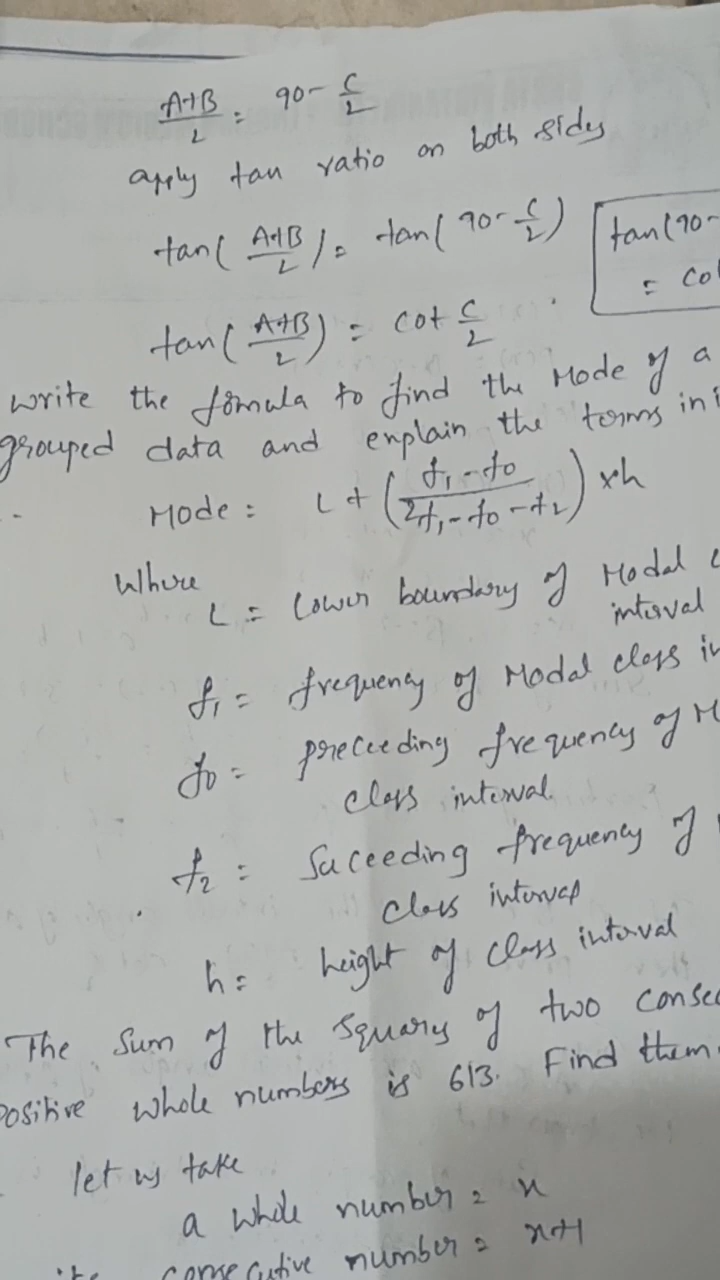 A+B/2 = 90 - C/2
apply tan ratio on both sides
tan(A+B/2) = tan(90 - C/2) tan(90-
tan(A+B/2) = cot C/2 = co
write the formula to find the Mode of a
grouped data and explain the terms in i
Mode = L + (f₁ - f₀ / 2f₁ - f₀ - f₂) × h
Where
L = Lower boundary of Modal c
interval
f₁ = frequency of Modal class in
f₀ = preceeding frequency of M
class interval
f₂ = Suceeding frequency of
class interval
h = height of class interval
The sum of the squares of two consec
positive whole numbers is 613. Find them.
let us take
a whole number = x
consecutive number = x+1